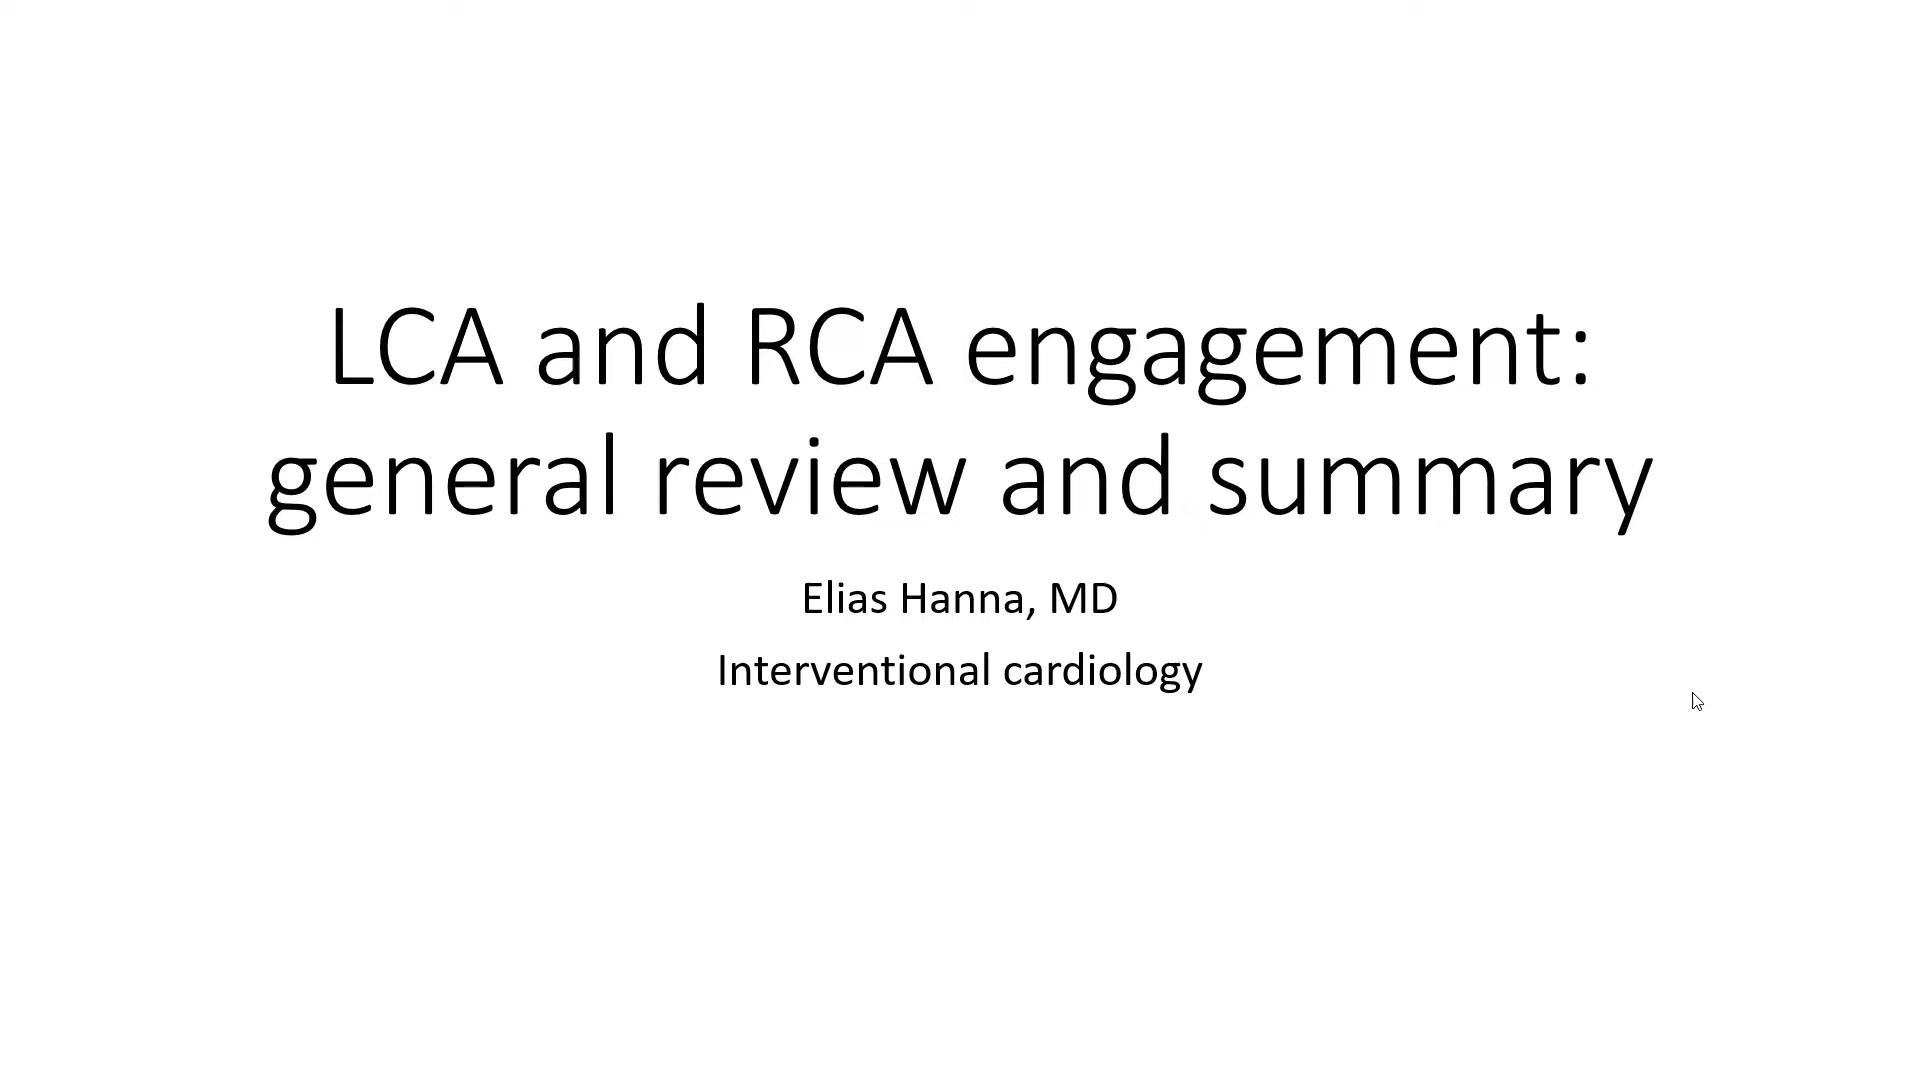 LCA and RCA engagement:
general review and summary
Elias Hanna, MD
Interventional cardiology